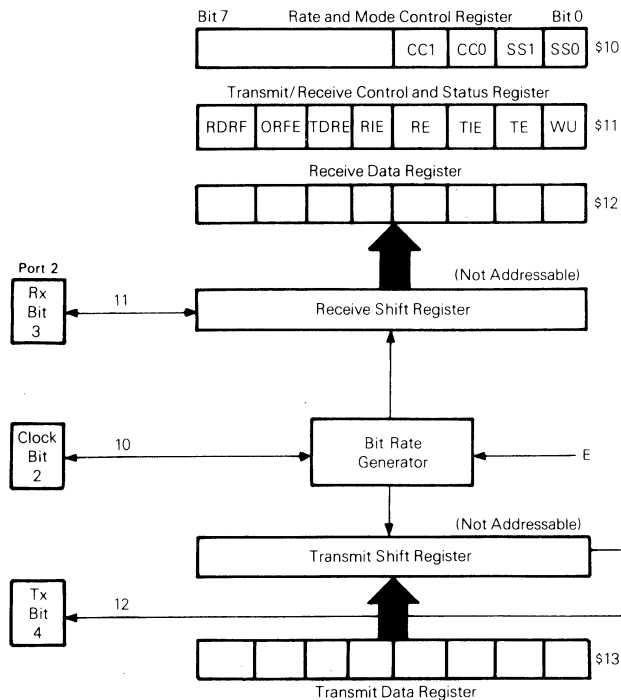 Bit 7 Rate and Mode Control Register Bit 0
CC1 CC0 SS1 SS0 $10
Transmit/Receive Control and Status Register
RDRF ORFE TDRE RIE RE TIE TE WU $11
Receive Data Register
$12
Port 2
(Not Addressable)
Rx
Bit
3
11
Receive Shift Register
Clock
Bit
2
10
Bit Rate
Generator
E
(Not Addressable)
Transmit Shift Register
Tx
Bit
4
12
$13
Transmit Data Register